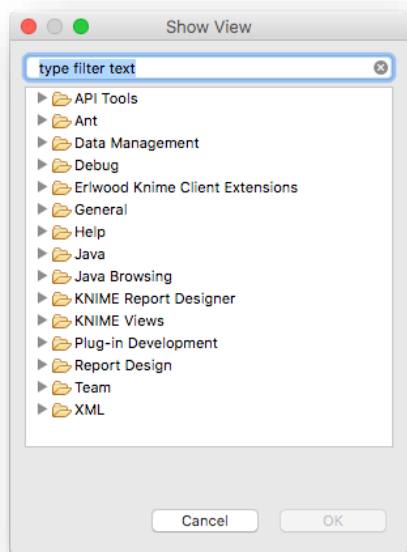 Show View
type filter text
API Tools
Ant
Data Management
Debug
Erlwood Knime Client Extensions
General
Help
Java
Java Browsing
KNIME Report Designer
KNIME Views
Plug-in Development
Report Design
Team
XML
Cancel OK